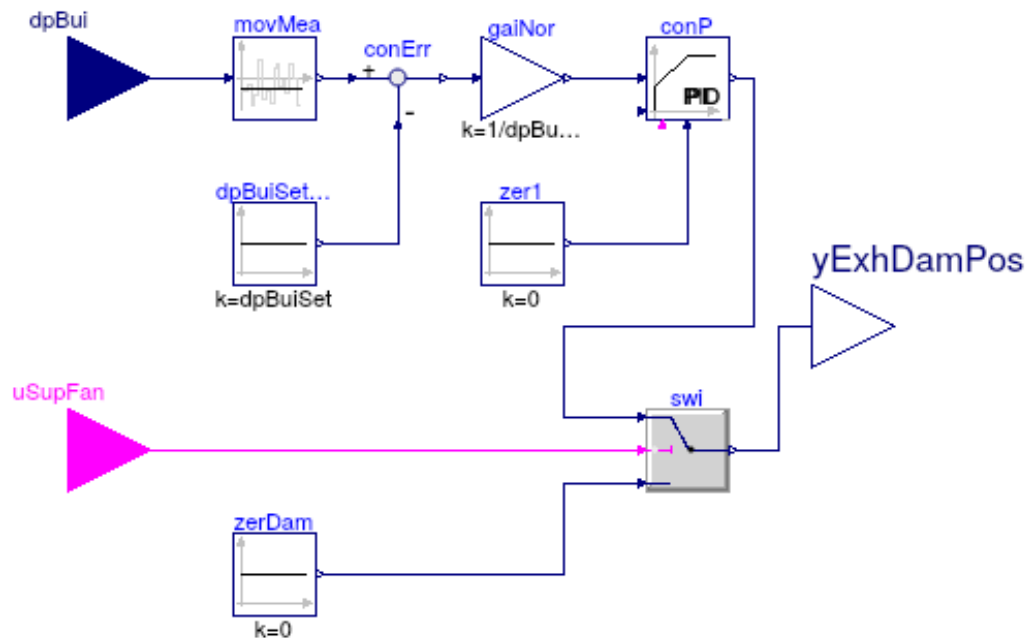 dpBui
movMea
conErr
gaiNor
conP
+
-
PID
k=1/dpBu...
dpBuiSet...
zer1
k=dpBuiSet
k=0
yExhDamPos
uSupFan
swi
zerDam
k=0